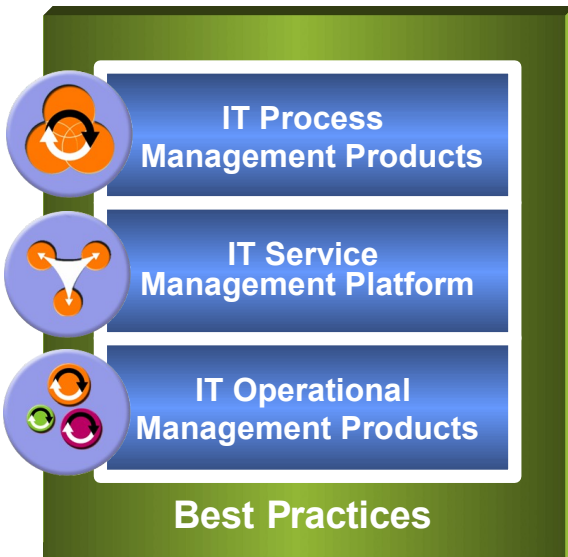 IT Process
Management Products
IT Service
Management Platform
IT Operational
Management Products
Best Practices